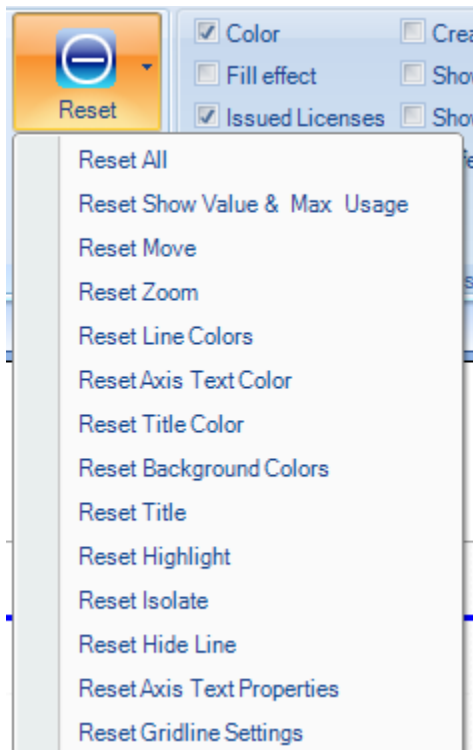 Color
Fill effect
Issued Licenses
Reset
Reset All
Reset Show Value & Max Usage
Reset Move
Reset Zoom
Reset Line Colors
Reset Axis Text Color
Reset Title Color
Reset Background Colors
Reset Title
Reset Highlight
Reset Isolate
Reset Hide Line
Reset Axis Text Properties
Reset Gridline Settings